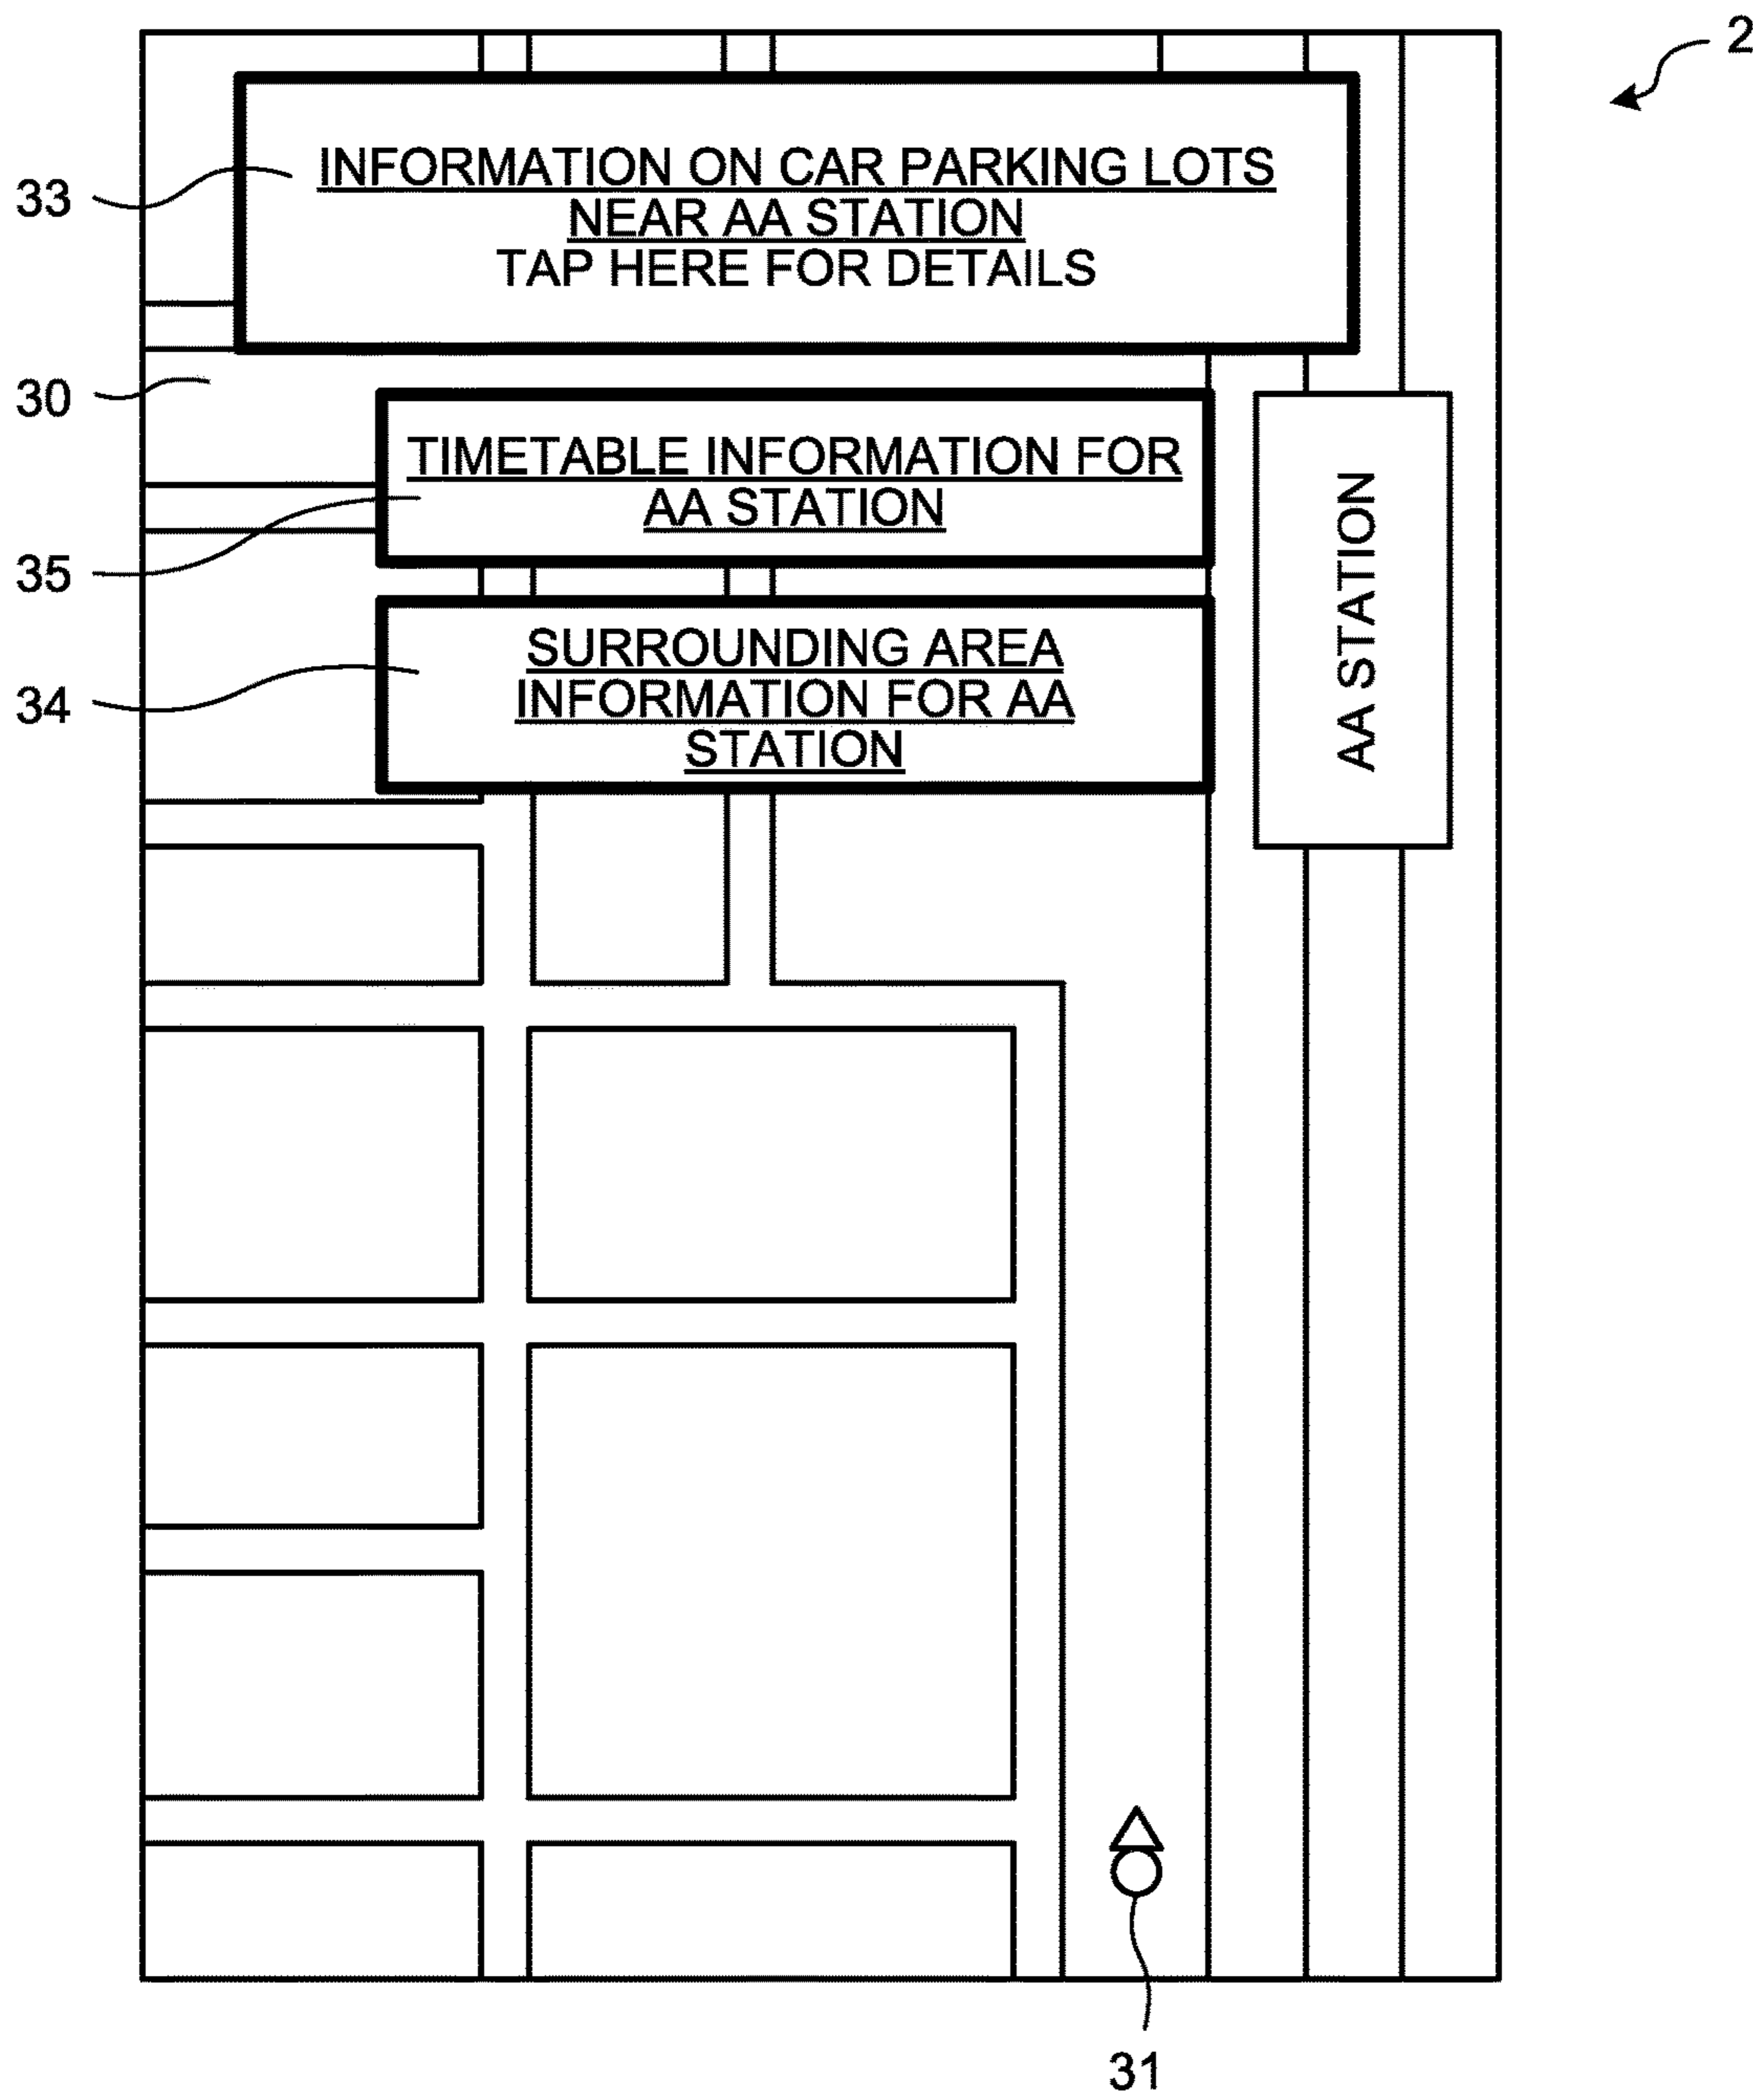 2
33
INFORMATION ON CAR PARKING LOTS
NEAR AA STATION
TAP HERE FOR DETAILS
30
35
TIMETABLE INFORMATION FOR
AA STATION
AA STATION
34
SURROUNDING AREA
INFORMATION FOR AA
STATION
31